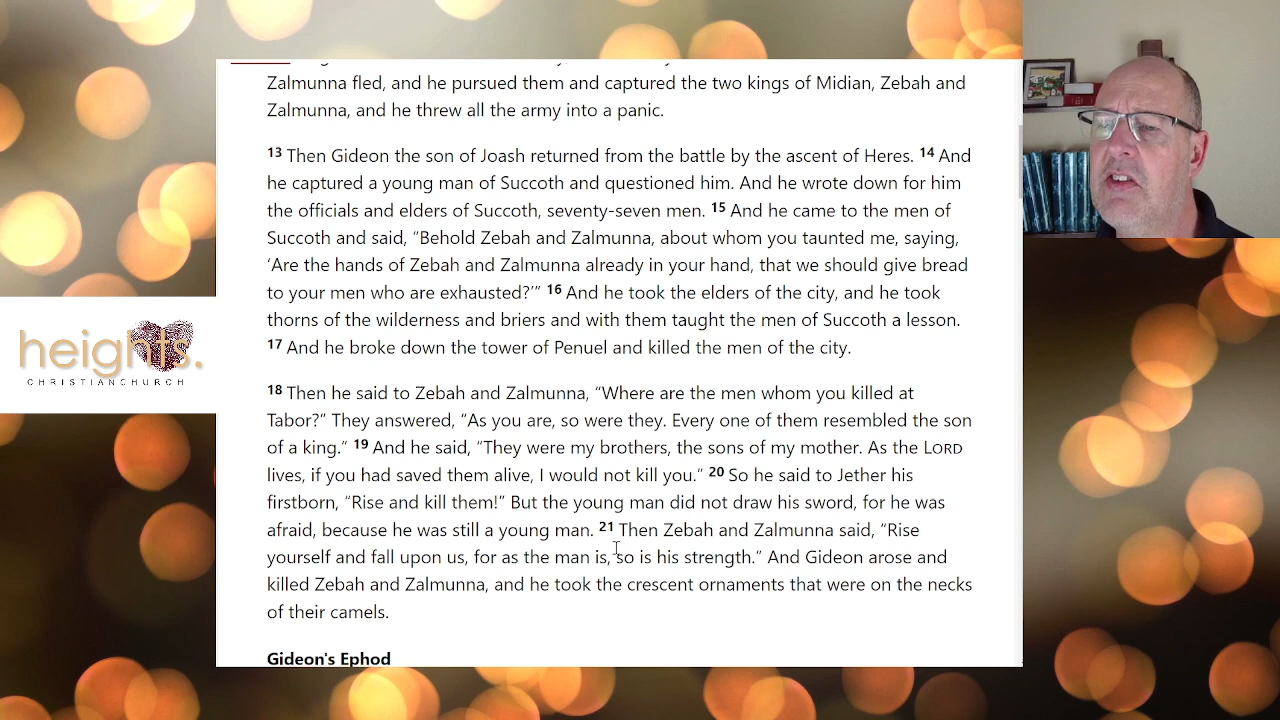 Zalmunna fled, and he pursued them and captured the two kings of Midian, Zebah and
Zalmunna, and he threw all the army into a panic.
13 Then Gideon the son of Joash returned from the battle by the ascent of Heres. 14 And
he captured a young man of Succoth and questioned him. And he wrote down for him
the officials and elders of Succoth, seventy-seven men. 15 And he came to the men of
Succoth and said, “Behold Zebah and Zalmunna, about whom you taunted me, saying,
‘Are the hands of Zebah and Zalmunna already in your hand, that we should give bread
to your men who are exhausted?’” 16 And he took the elders of the city, and he took
thorns of the wilderness and briers and with them taught the men of Succoth a lesson.
17 And he broke down the tower of Penuel and killed the men of the city.
18 Then he said to Zebah and Zalmunna, “Where are the men whom you killed at
Tabor?” They answered, “As you are, so were they. Every one of them resembled the son
of a king.” 19 And he said, “They were my brothers, the sons of my mother. As the LORD
lives, if you had saved them alive, I would not kill you.” 20 So he said to Jether his
firstborn, “Rise and kill them!” But the young man did not draw his sword, for he was
afraid, because he was still a young man. 21 Then Zebah and Zalmunna said, “Rise
yourself and fall upon us, for as the man is, so is his strength.” And Gideon arose and
killed Zebah and Zalmunna, and he took the crescent ornaments that were on the necks
of their camels.
Gideon's Ephod
heights.
CHRISTIANCHURCH